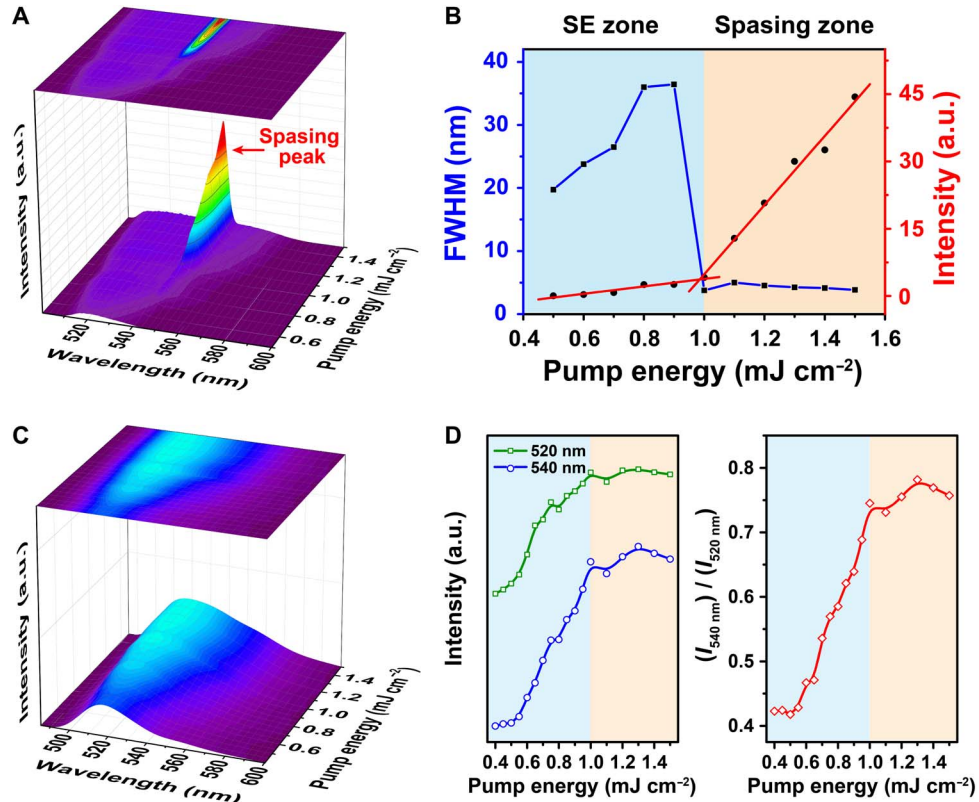 A
Intensity (a.u.)
Spasing
peak
520
540
560
580
600
Wavelength (nm)
0.6
0.8
1.0
1.2
1.4
Pump energy (mJ cm⁻²)
B
SE zone
Spasing zone
FWHM (nm)
40
30
20
10
0
45
30
15
0
Intensity (a.u.)
0.4 0.6 0.8 1.0 1.2 1.4 1.6
Pump energy (mJ cm⁻²)
C
Intensity (a.u.)
500
520
540
560
580
600
Wavelength (nm)
0.6
0.8
1.0
1.2
1.4
Pump energy (mJ cm⁻²)
D
520 nm
540 nm
Intensity (a.u.)
0.4 0.6 0.8 1.0 1.2 1.4
Pump energy (mJ cm⁻²)
(I540 nm) / (I520 nm)
0.8
0.7
0.6
0.5
0.4
0.4 0.6 0.8 1.0 1.2 1.4
Pump energy (mJ cm⁻²)